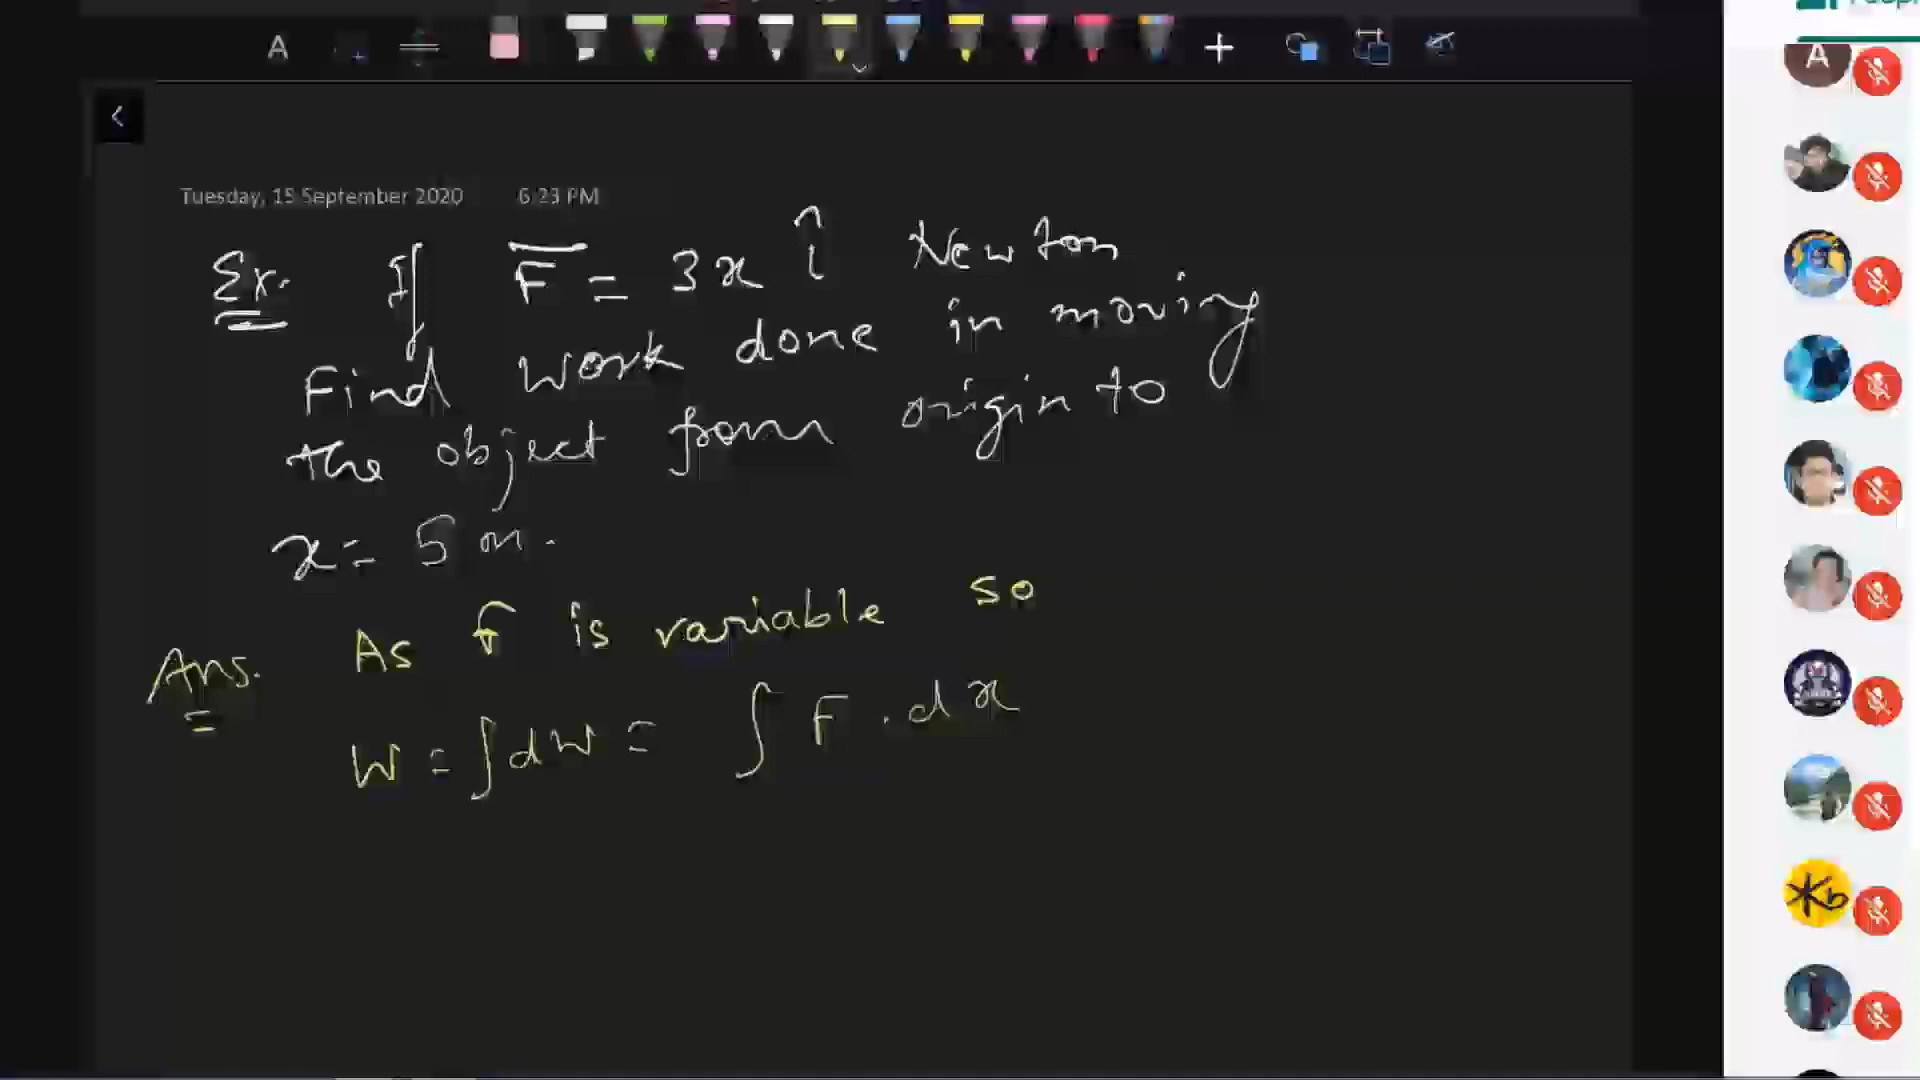 A
Tuesday, 15 September 2020 6:23 PM
Ex. If F̅ = 3x î Newton
Find work done in moving
the object from origin to
x = 5 m.
Ans. As F is variable so
W = ∫dW = ∫ F . dx
A
Kb